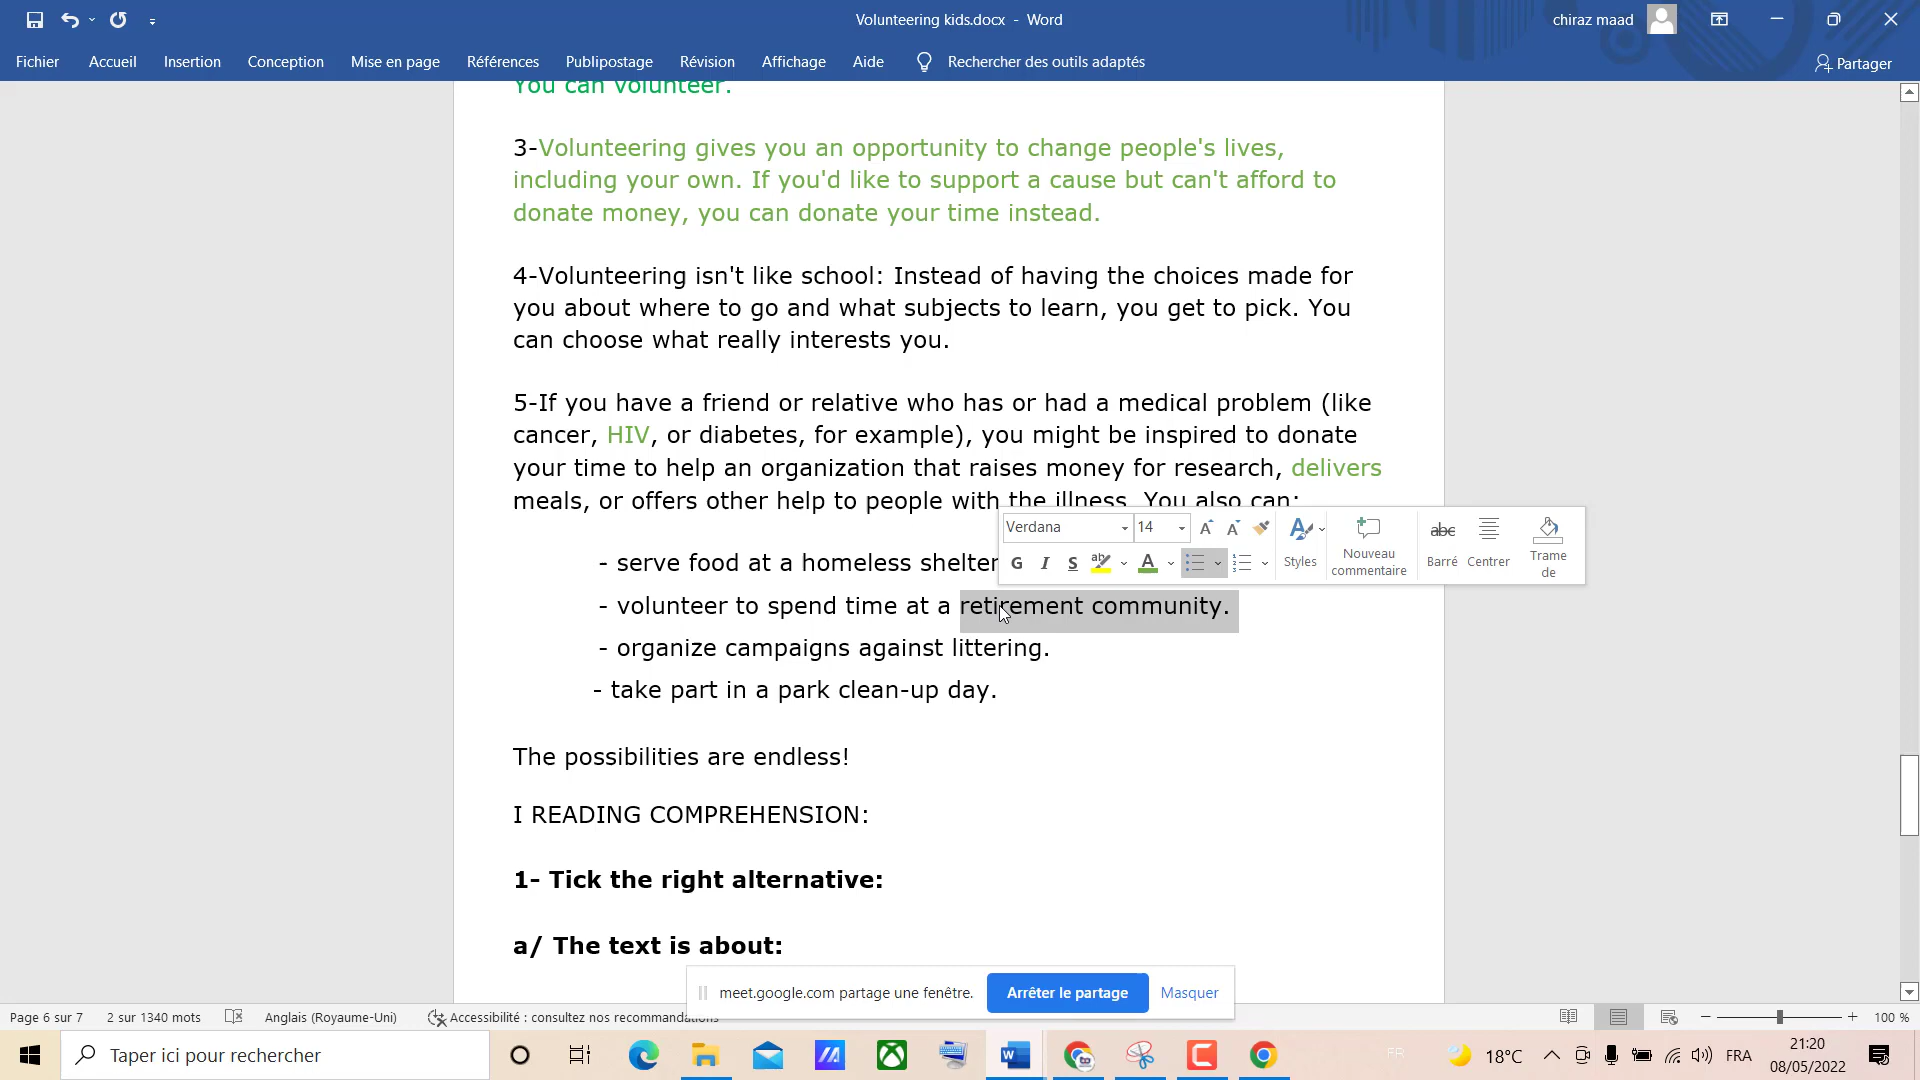 Volunteering kids.docx - Word
chiraz maad
Fichier Accueil Insertion Conception Mise en page Références Publipostage Révision Affichage Aide Rechercher des outils adaptés Partager
You can volunteer.
3-Volunteering gives you an opportunity to change people's lives,
including your own. If you'd like to support a cause but can't afford to
donate money, you can donate your time instead.
4-Volunteering isn't like school: Instead of having the choices made for
you about where to go and what subjects to learn, you get to pick. You
can choose what really interests you.
5-If you have a friend or relative who has or had a medical problem (like
cancer, HIV, or diabetes, for example), you might be inspired to donate
your time to help an organization that raises money for research, delivers
meals, or offers other help to people with the illness. You also can:
Verdana 14 A A
G I S ab A
Styles
Nouveau
commentaire
abc
Barré
Centrer
Trame
de
- serve food at a homeless shelter
- volunteer to spend time at a retirement community.
- organize campaigns against littering.
- take part in a park clean-up day.
The possibilities are endless!
I READING COMPREHENSION:
1- Tick the right alternative:
a/ The text is about:
meet.google.com partage une fenêtre. Arrêter le partage Masquer
Page 6 sur 7 2 sur 1340 mots Anglais (Royaume-Uni) Accessibilité : consultez nos recommandations 100 %
Taper ici pour rechercher
FR
18°C
FRA
21:20
08/05/2022